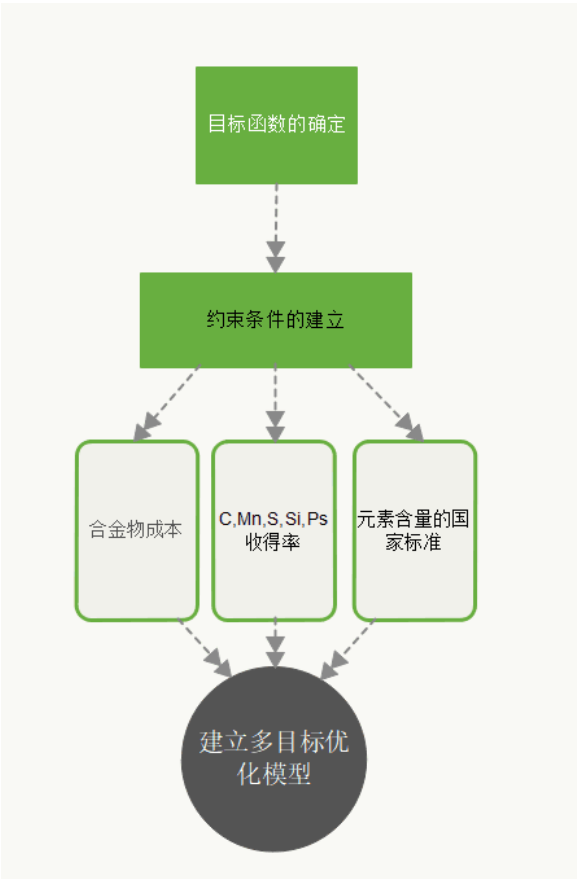 目标函数的确定
约束条件的建立
合金物成本
C,Mn,S,Si,Ps
收得率
元素含量的国
家标准
建立多目标优
化模型